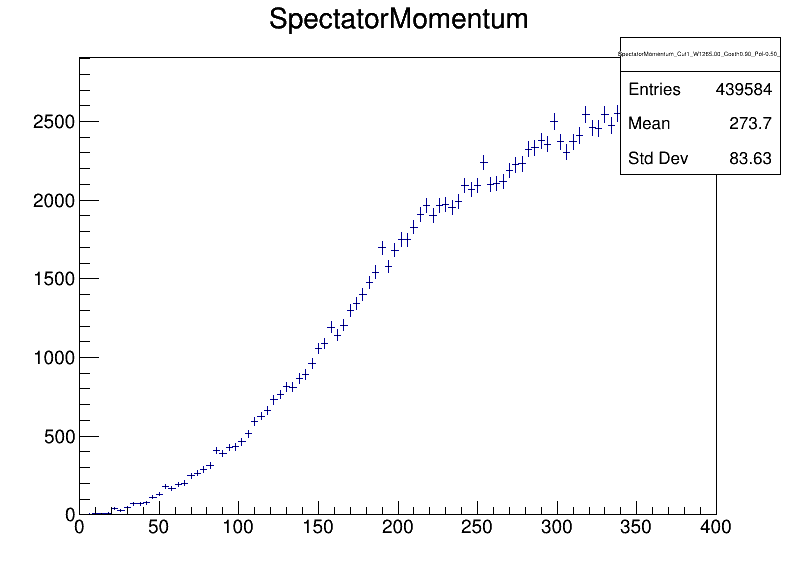 SpectatorMomentum
SpectatorMomentum_Cut1_W1265.00_Costh0.90_Pol-0.50_
Entries 439584
Mean 273.7
Std Dev 83.63
2500
2000
1500
1000
500
0
0 50 100 150 200 250 300 350 400